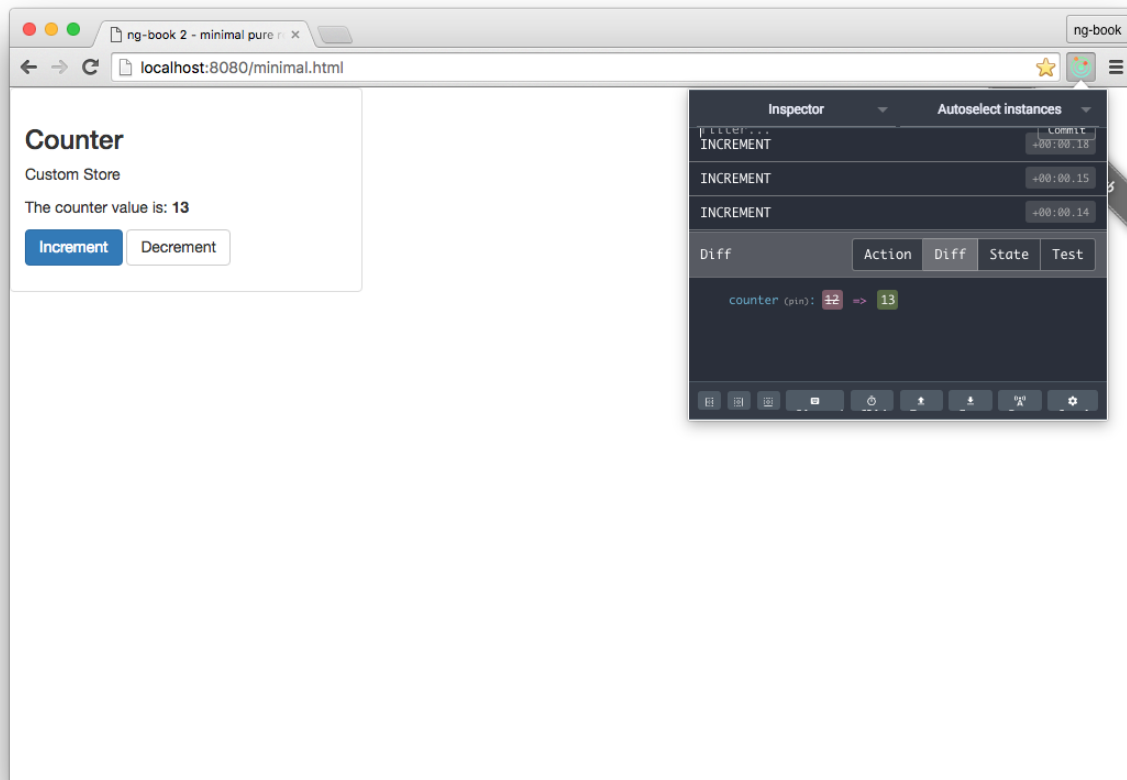 ng-book 2 - minimal pure r
ng-book
localhost:8080/minimal.html
Counter
Custom Store
The counter value is: 13
Increment Decrement
Inspector Autoselect instances
filter... Commit
INCREMENT +00:00.18
INCREMENT +00:00.15
INCREMENT +00:00.14
Diff Action Diff State Test
counter (pin): 12 => 13